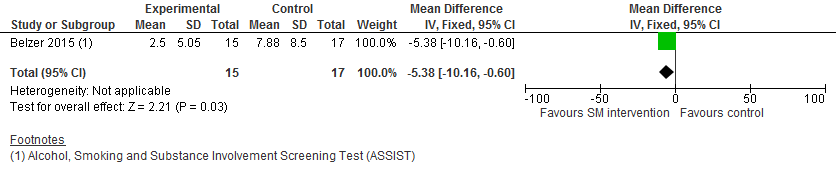 Experimental Control Mean Difference Mean Difference
Study or Subgroup Mean SD Total Mean SD Total Weight IV, Fixed, 95% CI IV, Fixed, 95% CI
Belzer 2015 (1) 2.5 5.05 15 7.88 8.5 17 100.0% -5.38 [-10.16, -0.60]
Total (95% CI) 15 17 100.0% -5.38 [-10.16, -0.60]
Heterogeneity: Not applicable
Test for overall effect: Z = 2.21 (P = 0.03)
-100 -50 0 50 100
Favours SM intervention Favours control
Footnotes
(1) Alcohol, Smoking and Substance Involvement Screening Test (ASSIST)